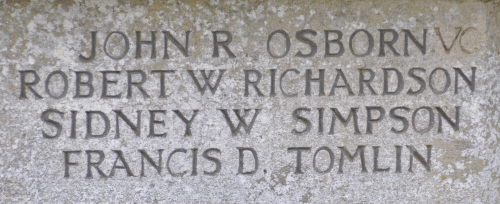 JOHN R. OSBORN VC
ROBERT W RICHARDSON
SIDNEY W SIMPSON
FRANCIS D. TOMLIN